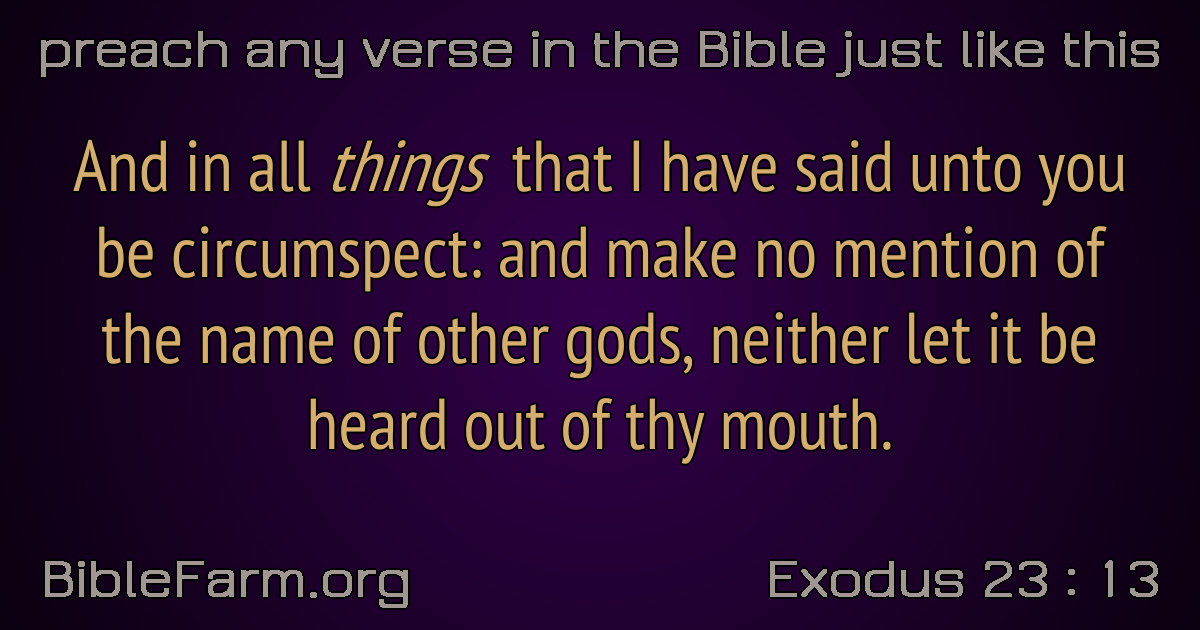 preach any verse in the Bible just like this
And in all things that I have said unto you
be circumspect: and make no mention of
the name of other gods, neither let it be
heard out of thy mouth.
BibleFarm.org
Exodus 23 : 13